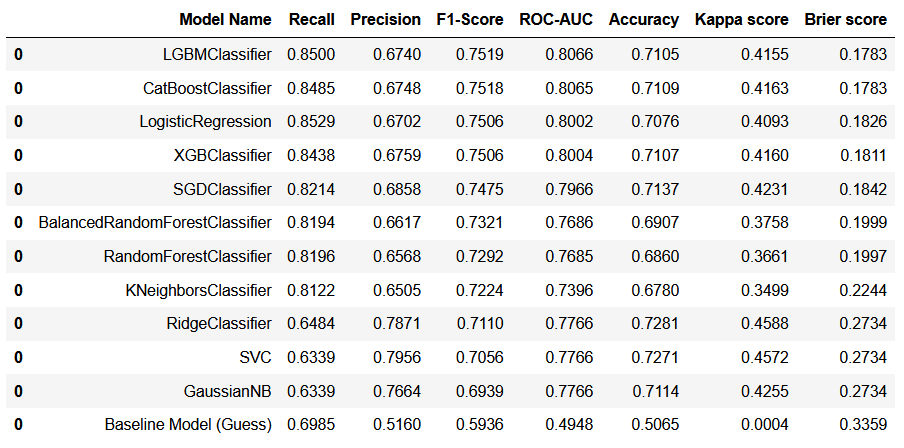 Model Name Recall Precision F1-Score ROC-AUC Accuracy Kappa score Brier score
0 LGBMClassifier 0.8500 0.6740 0.7519 0.8066 0.7105 0.4155 0.1783
0 CatBoostClassifier 0.8485 0.6748 0.7518 0.8065 0.7109 0.4163 0.1783
0 LogisticRegression 0.8529 0.6702 0.7506 0.8002 0.7076 0.4093 0.1826
0 XGBClassifier 0.8438 0.6759 0.7506 0.8004 0.7107 0.4160 0.1811
0 SGDClassifier 0.8214 0.6858 0.7475 0.7966 0.7137 0.4231 0.1842
0 BalancedRandomForestClassifier 0.8194 0.6617 0.7321 0.7686 0.6907 0.3758 0.1999
0 RandomForestClassifier 0.8196 0.6568 0.7292 0.7685 0.6860 0.3661 0.1997
0 KNeighborsClassifier 0.8122 0.6505 0.7224 0.7396 0.6780 0.3499 0.2244
0 RidgeClassifier 0.6484 0.7871 0.7110 0.7766 0.7281 0.4588 0.2734
0 SVC 0.6339 0.7956 0.7056 0.7766 0.7271 0.4572 0.2734
0 GaussianNB 0.6339 0.7664 0.6939 0.7766 0.7114 0.4255 0.2734
0 Baseline Model (Guess) 0.6985 0.5160 0.5936 0.4948 0.5065 0.0004 0.3359